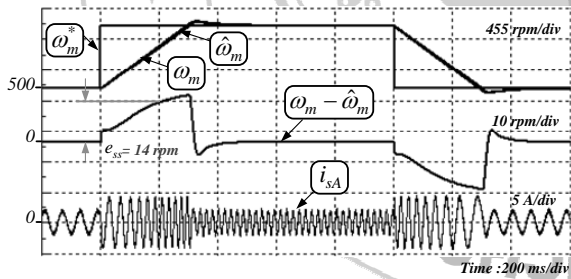 ω*m
ω̂m
ωm
455 rpm/div
500
10 rpm/div
ωm − ω̂m
0
ess= 14 rpm
isA
5 A/div
0
Time :200 ms/div